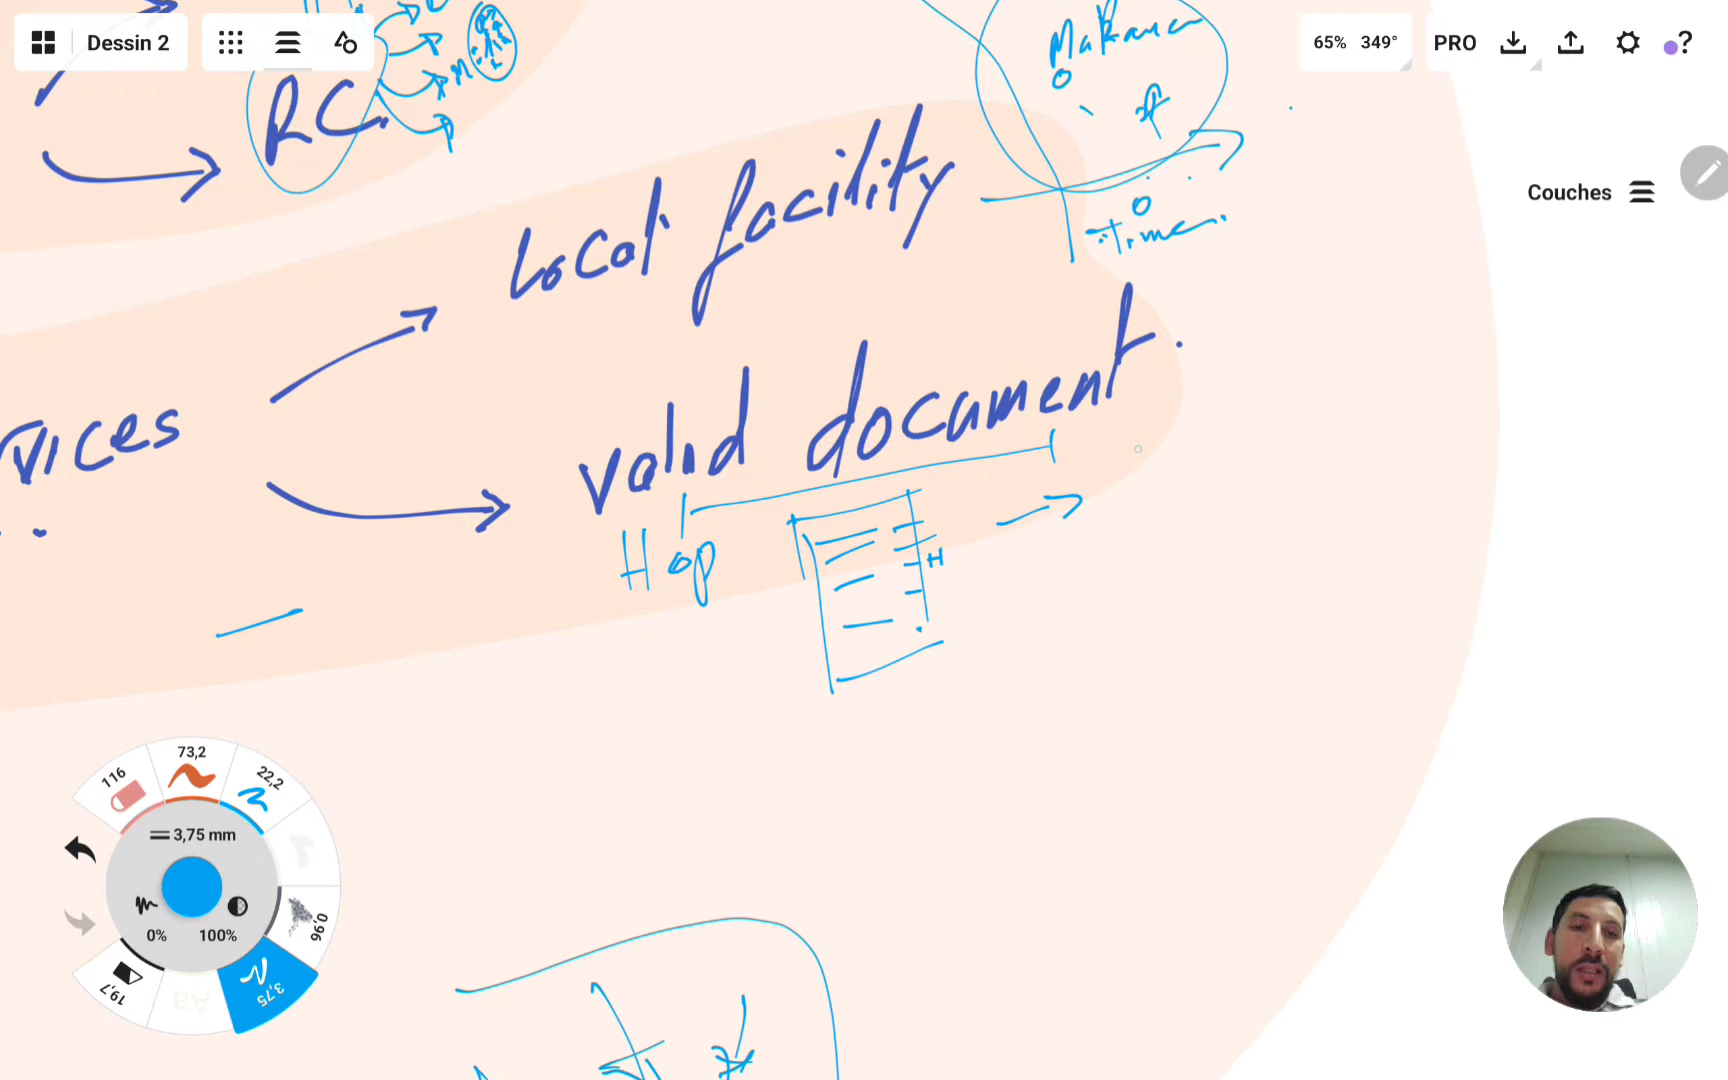 Dessin 2
65% 349° PRO ?
Couches
RC.
Makane
Time
Local facility
valid document.
vices
Hop
H
116
73,2
22,2
3,75 mm
0% 100%
0,96
3,75
Aa
19,7